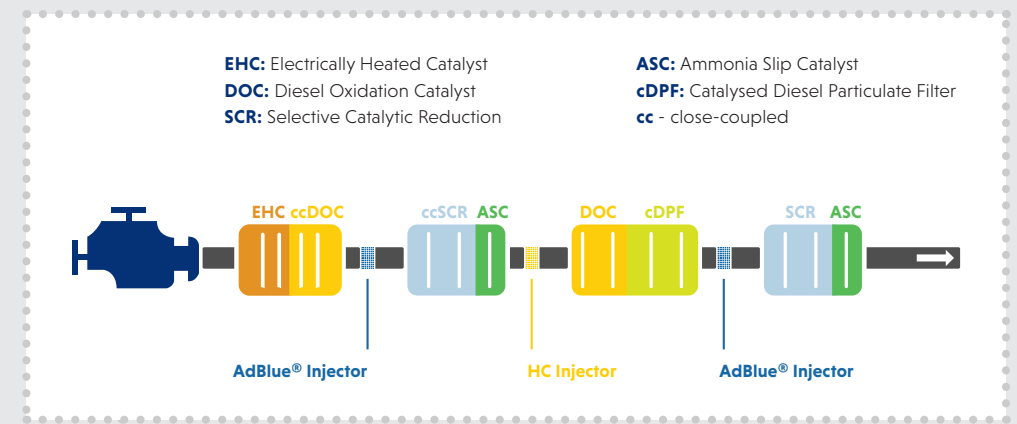 EHC: Electrically Heated Catalyst
DOC: Diesel Oxidation Catalyst
SCR: Selective Catalytic Reduction
ASC: Ammonia Slip Catalyst
cDPF: Catalysed Diesel Particulate Filter
cc - close-coupled
EHC ccDOC
ccSCR ASC
DOC cDPF
SCR ASC
AdBlue® Injector
HC Injector
AdBlue® Injector